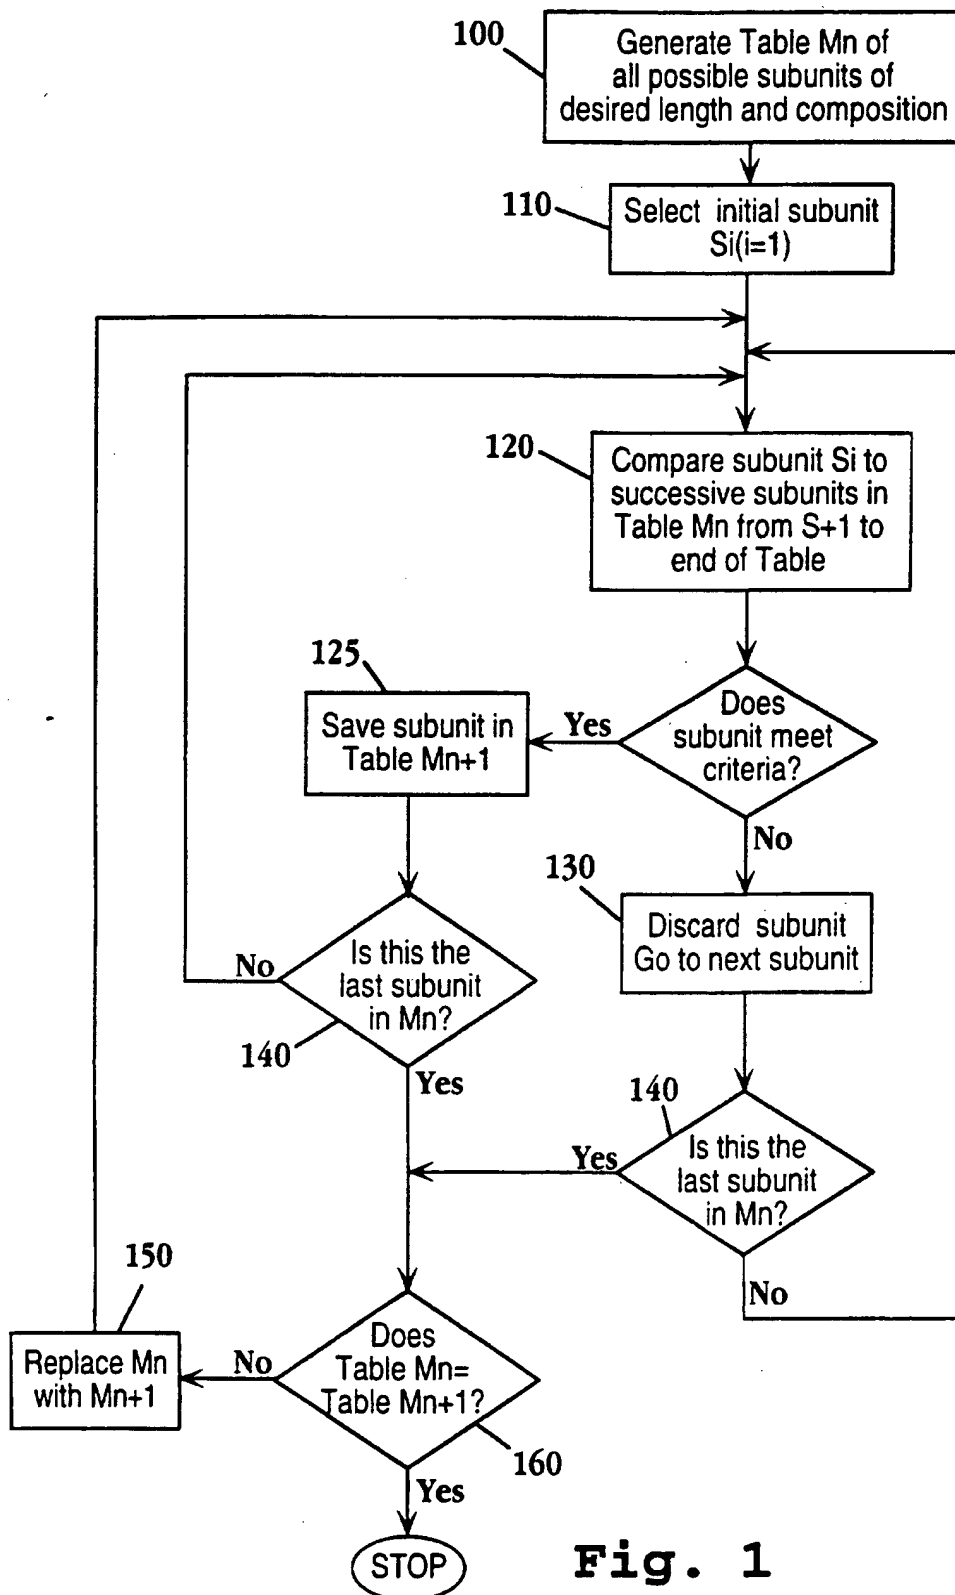 100
Generate Table Mn of
all possible subunits of
desired length and composition
110
Select initial subunit
Si(i=1)
120
Compare subunit Si to
successive subunits in
Table Mn from S+1 to
end of Table
125
Save subunit in
Table Mn+1
Yes
Does
subunit meet
criteria?
No
130
Discard subunit
Go to next subunit
No
Is this the
last subunit
in Mn?
140
Yes
140
Yes
Is this the
last subunit
in Mn?
No
150
Replace Mn
with Mn+1
No
Does
Table Mn=
Table Mn+1?
160
Yes
STOP
Fig. 1